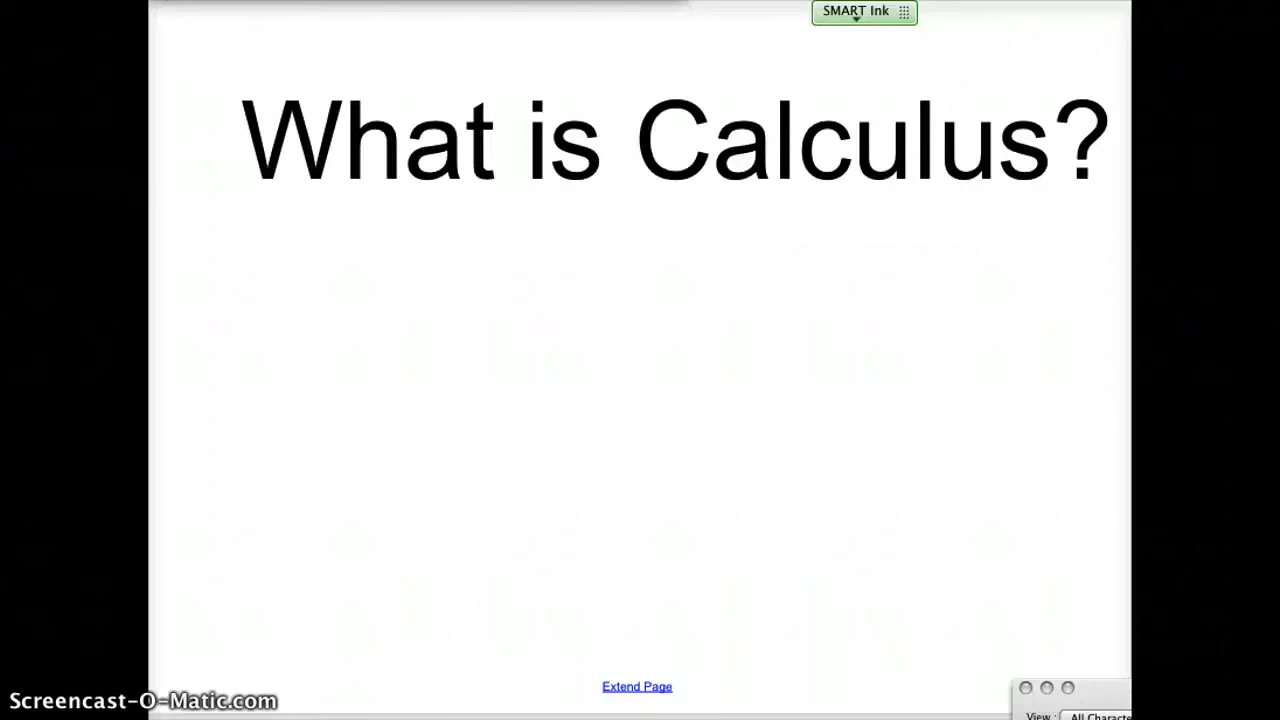 SMART Ink
What is Calculus?
Extend Page
Screencast-O-Matic.com
View :